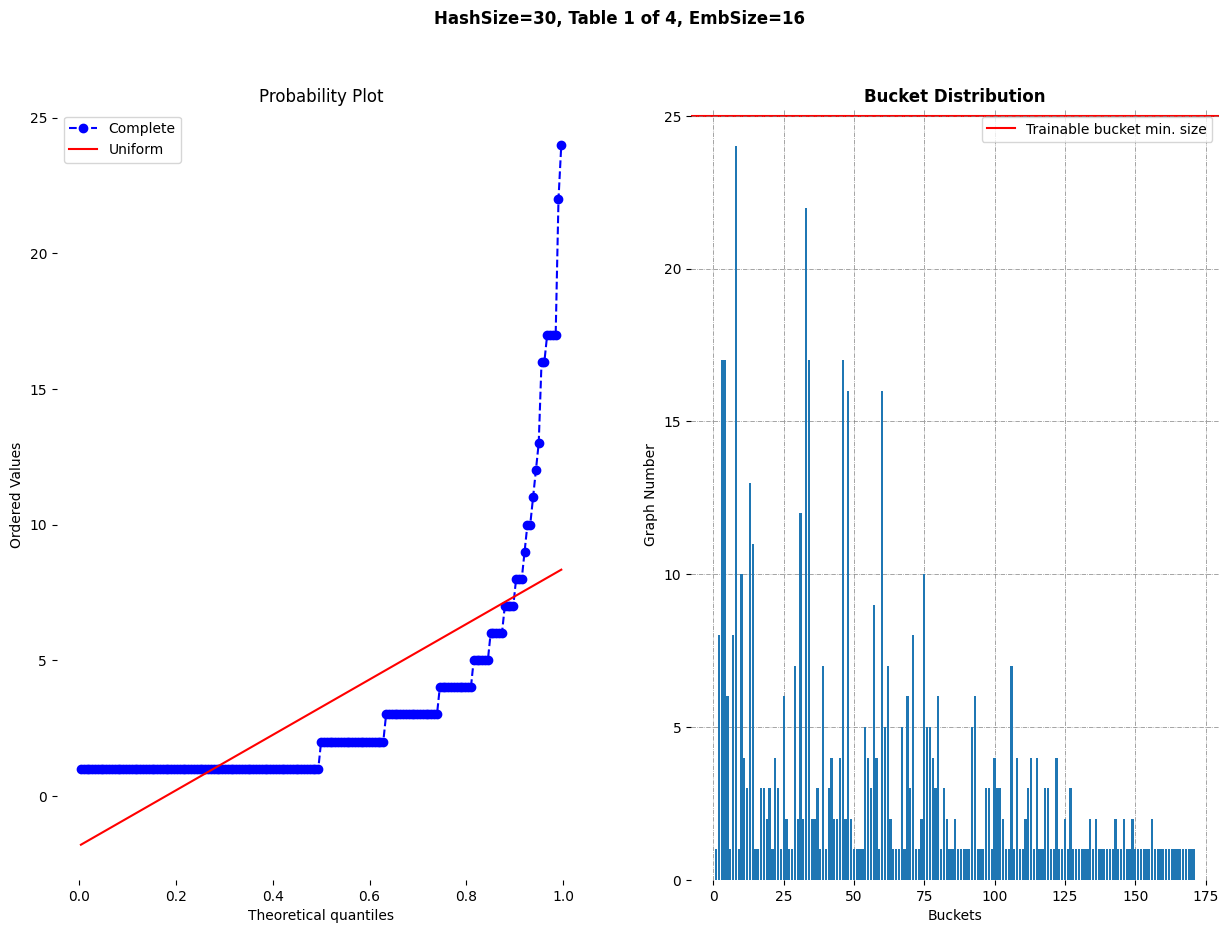 HashSize=30, Table 1 of 4, EmbSize=16
Probability Plot
Complete
Uniform
25
20
15
10
5
0
Ordered Values
0.0 0.2 0.4 0.6 0.8 1.0
Theoretical quantiles
Bucket Distribution
Trainable bucket min. size
25
20
15
10
5
0
Graph Number
0 25 50 75 100 125 150 175
Buckets